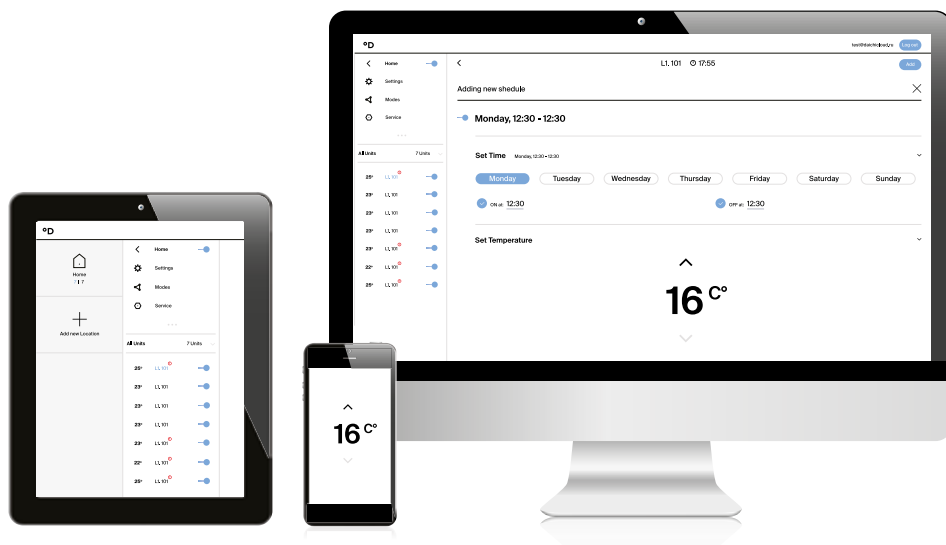 °D
test@daichicloud.ru Log out
Home
Settings
Modes
Service
All Units 7 Units
25° L1. 101
23° L1. 101
23° L1. 101
23° L1. 101
23° L1. 101
22° L1. 101
25° L1. 101
L1. 101 17:55 Add
Adding new shedule
Monday, 12:30 - 12:30
Set Time Monday, 12:30 - 12:30
Monday Tuesday Wednesday Thursday Friday Saturday Sunday
ON at: 12:30 OFF at: 12:30
Set Temperature
16 C°
°D
Home
Add new Location
Home
Settings
Modes
Service
All Units 7 Units
25° L1. 101
23° L1. 101
23° L1. 101
23° L1. 101
23° L1. 101
22° L1. 101
25° L1. 101
16 C°